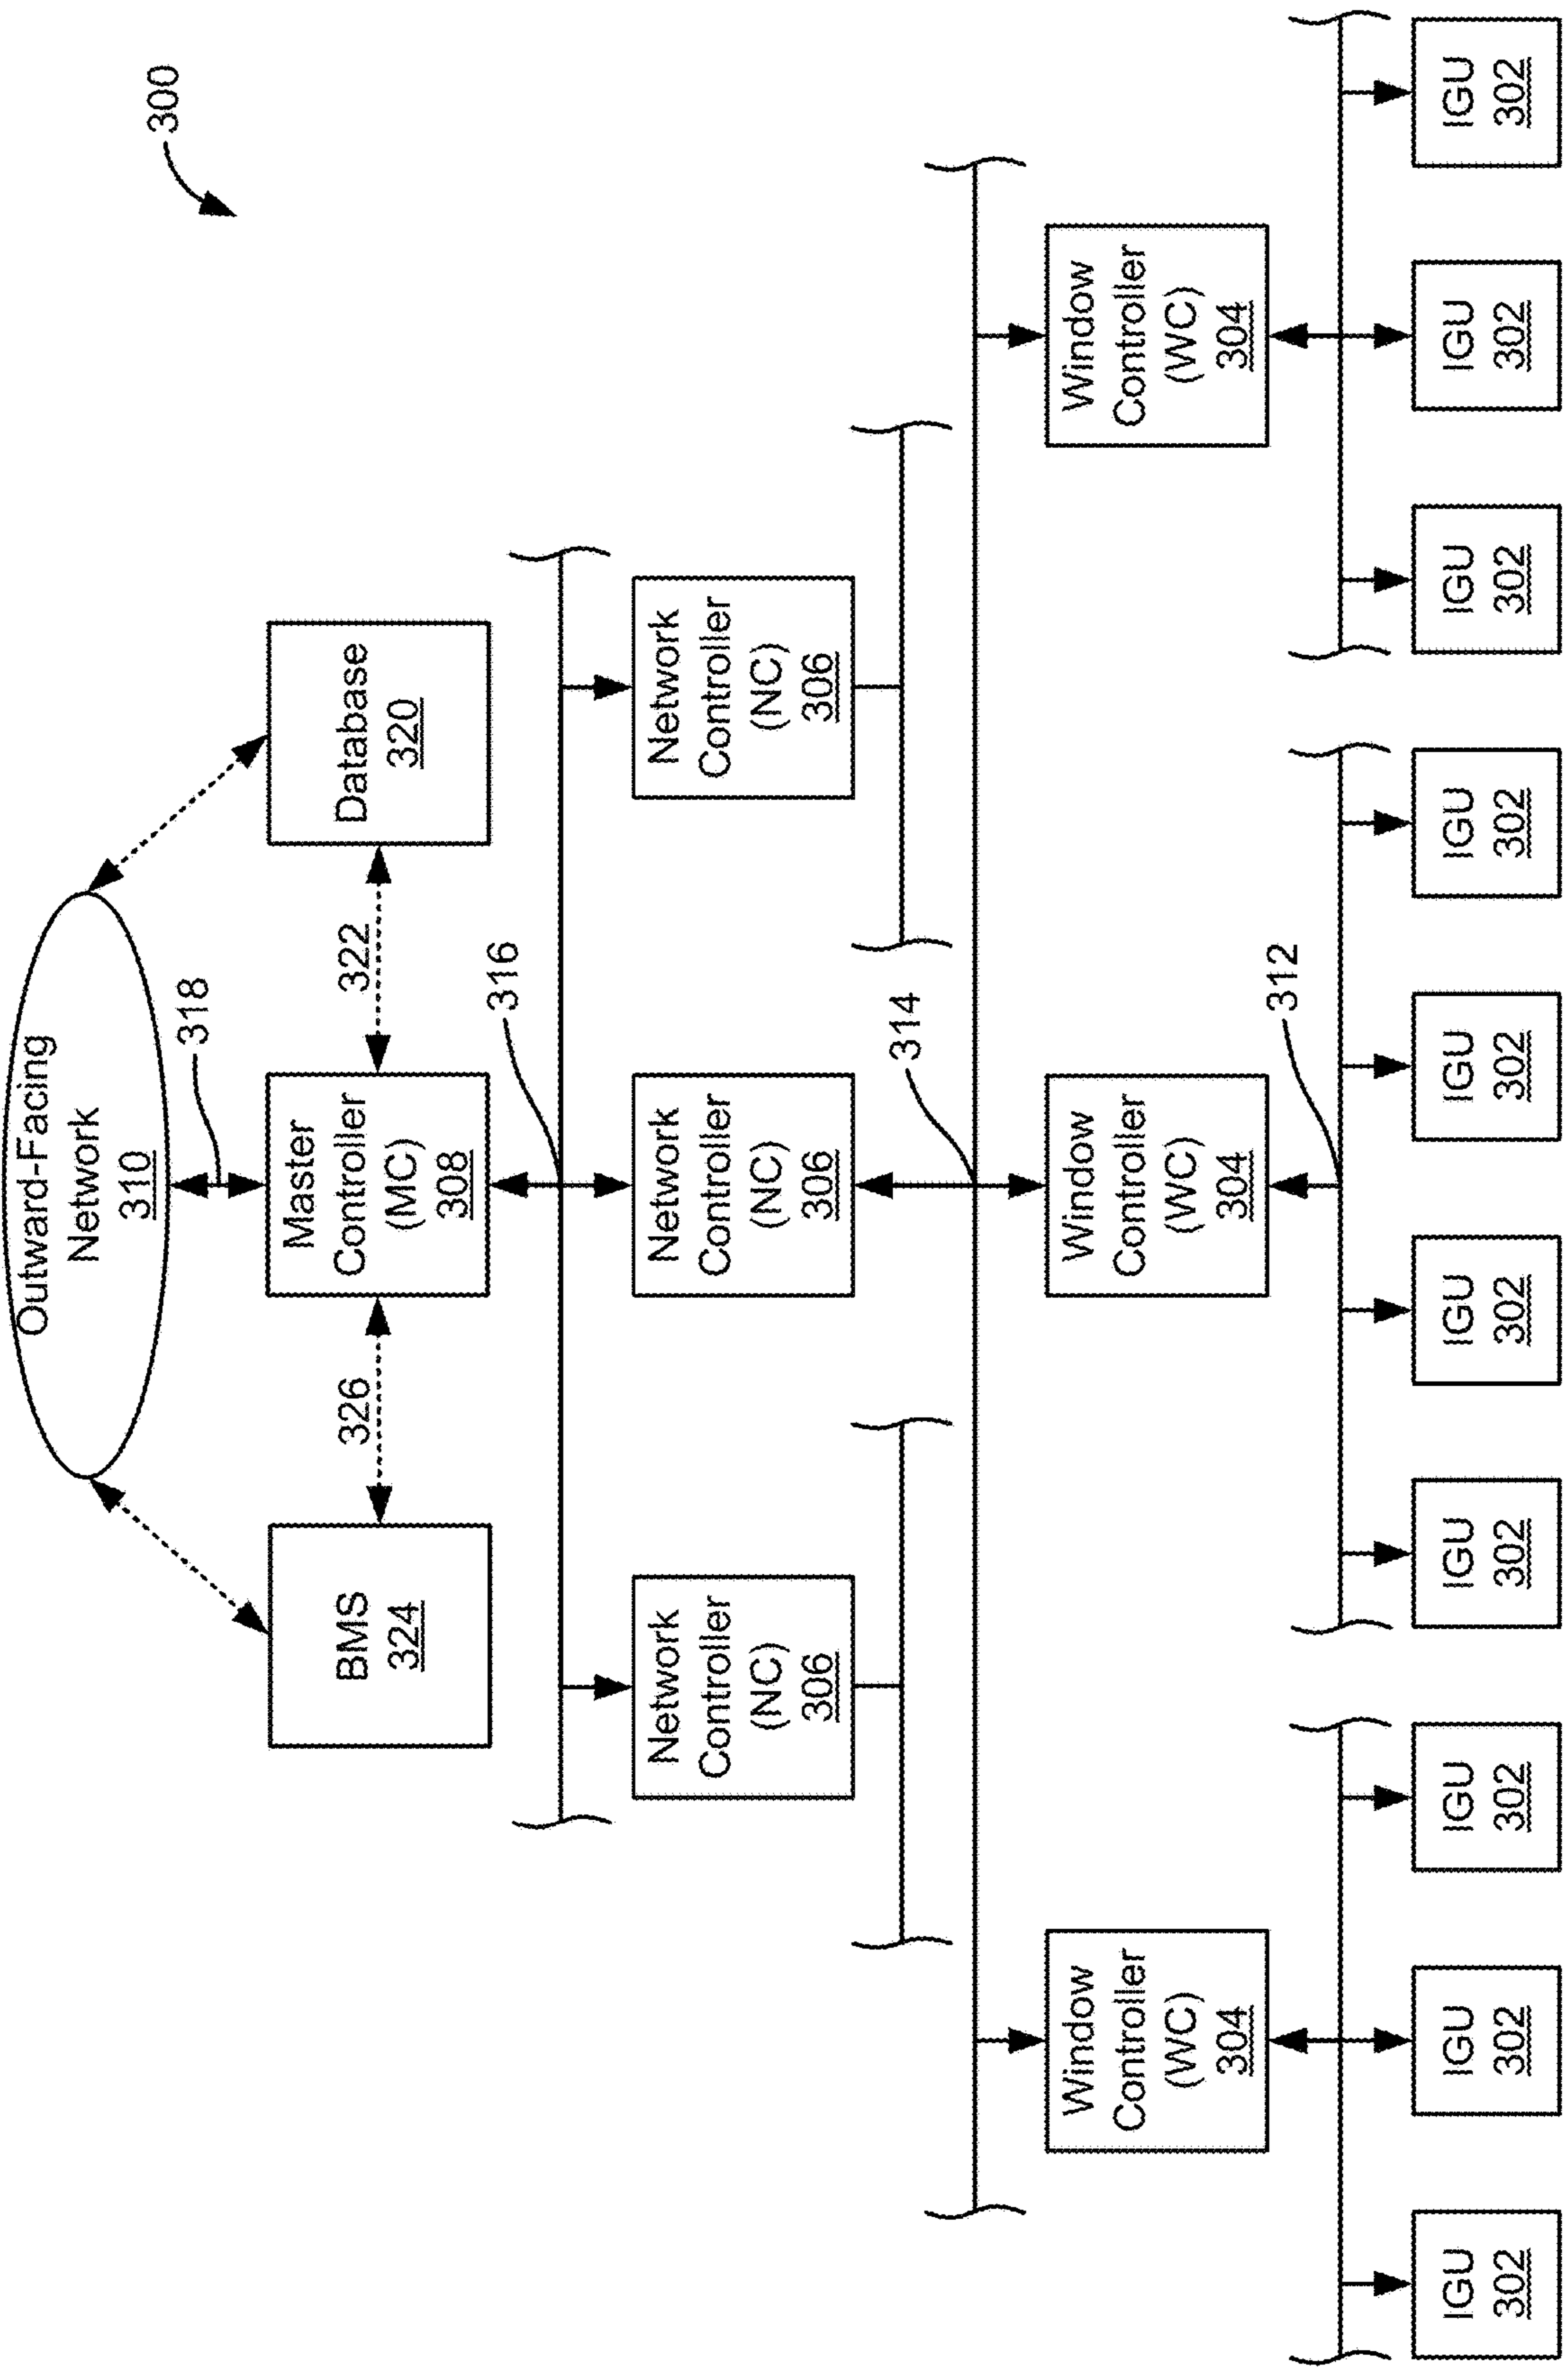 Outward-Facing
Network
310
300
318
BMS
324
326
Master
Controller
(MC)
308
322
Database
320
316
Network
Controller
(NC)
306
Network
Controller
(NC)
306
Network
Controller
(NC)
306
314
Window
Controller
(WC)
304
Window
Controller
(WC)
304
Window
Controller
(WC)
304
312
IGU
302
IGU
302
IGU
302
IGU
302
IGU
302
IGU
302
IGU
302
IGU
302
IGU
302
IGU
302